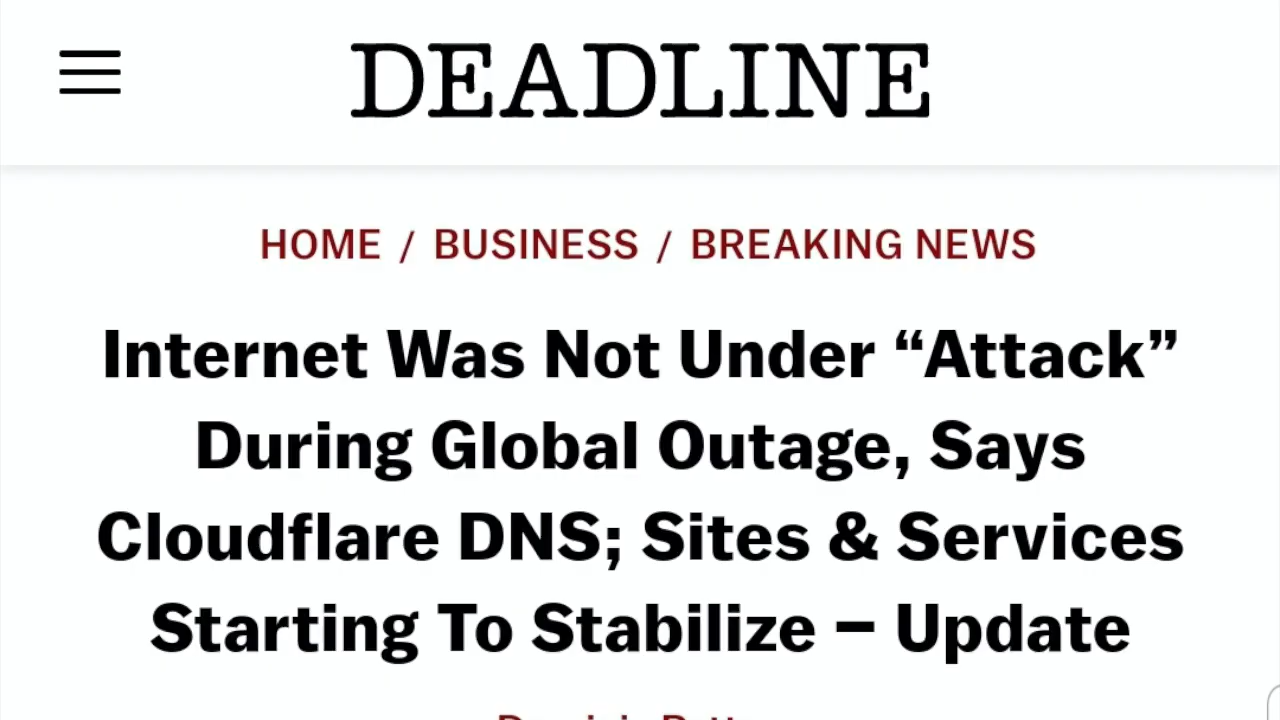 DEADLINE
HOME / BUSINESS / BREAKING NEWS
Internet Was Not Under “Attack”
During Global Outage, Says
Cloudflare DNS; Sites & Services
Starting To Stabilize – Update